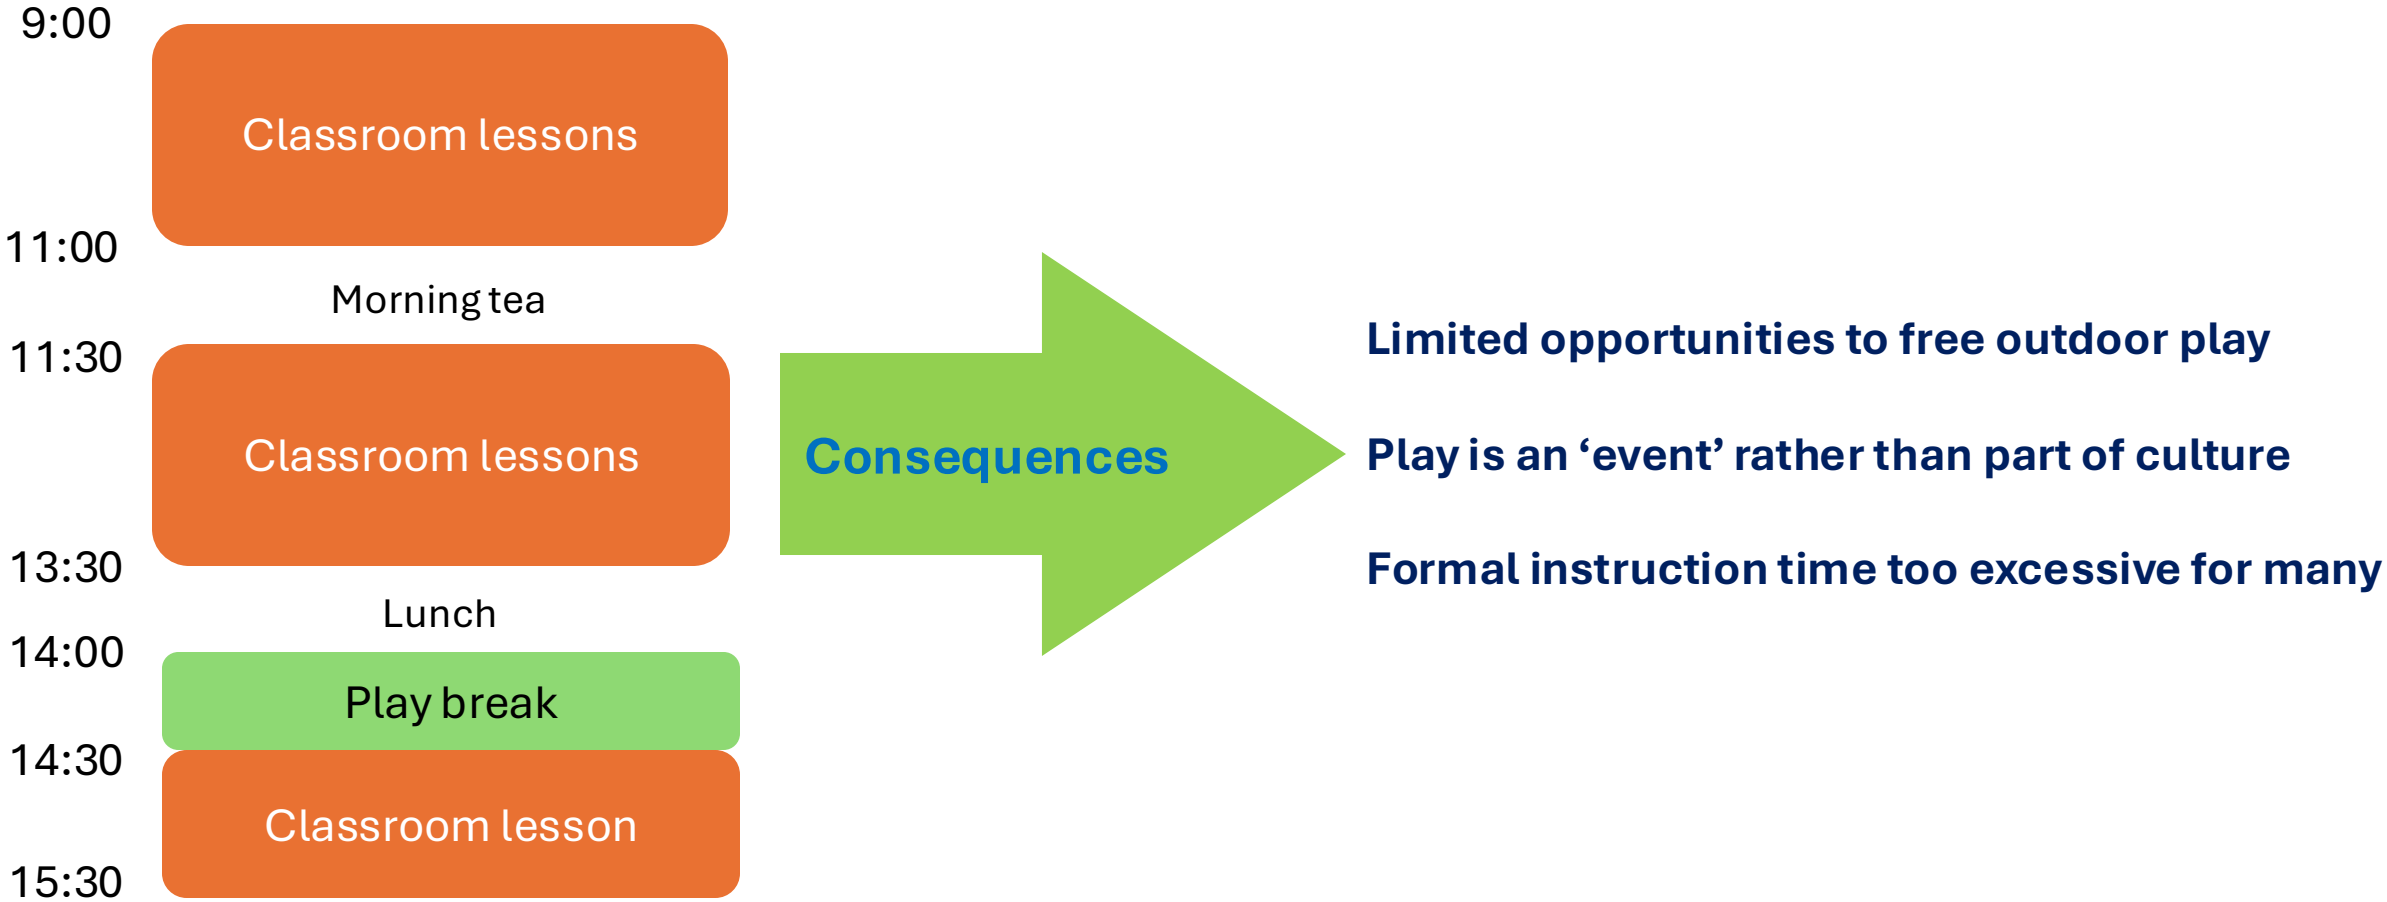 9:00
Classroom lessons
11:00
Morning tea
11:30
Classroom lessons
13:30
Lunch
14:00
Play break
14:30
Classroom lesson
15:30
Consequences
Limited opportunities to free outdoor play
Play is an ‘event’ rather than part of culture
Formal instruction time too excessive for many